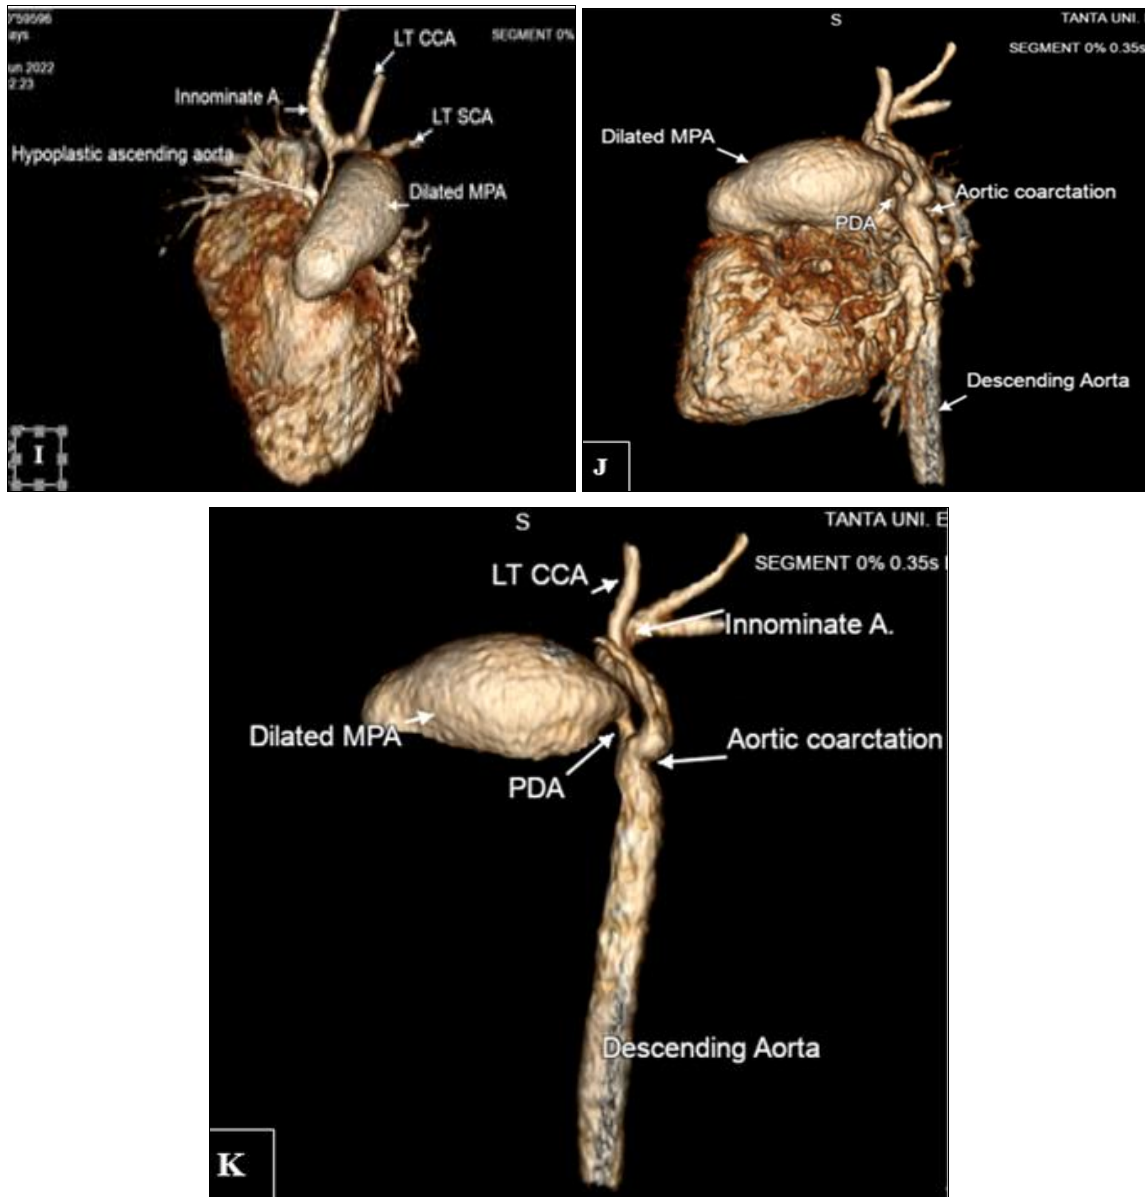 0°59596
ays
SEGMENT 0%
un 2022
2:23
LT CCA
Innominate A.
LT SCA
Hypoplastic ascending aorta
Dilated MPA
I
S
TANTA UNI.
SEGMENT 0% 0.35s
Dilated MPA
Aortic coarctation
PDA
Descending Aorta
J
S
TANTA UNI. E
SEGMENT 0% 0.35s
LT CCA
Innominate A.
Dilated MPA
Aortic coarctation
PDA
Descending Aorta
K